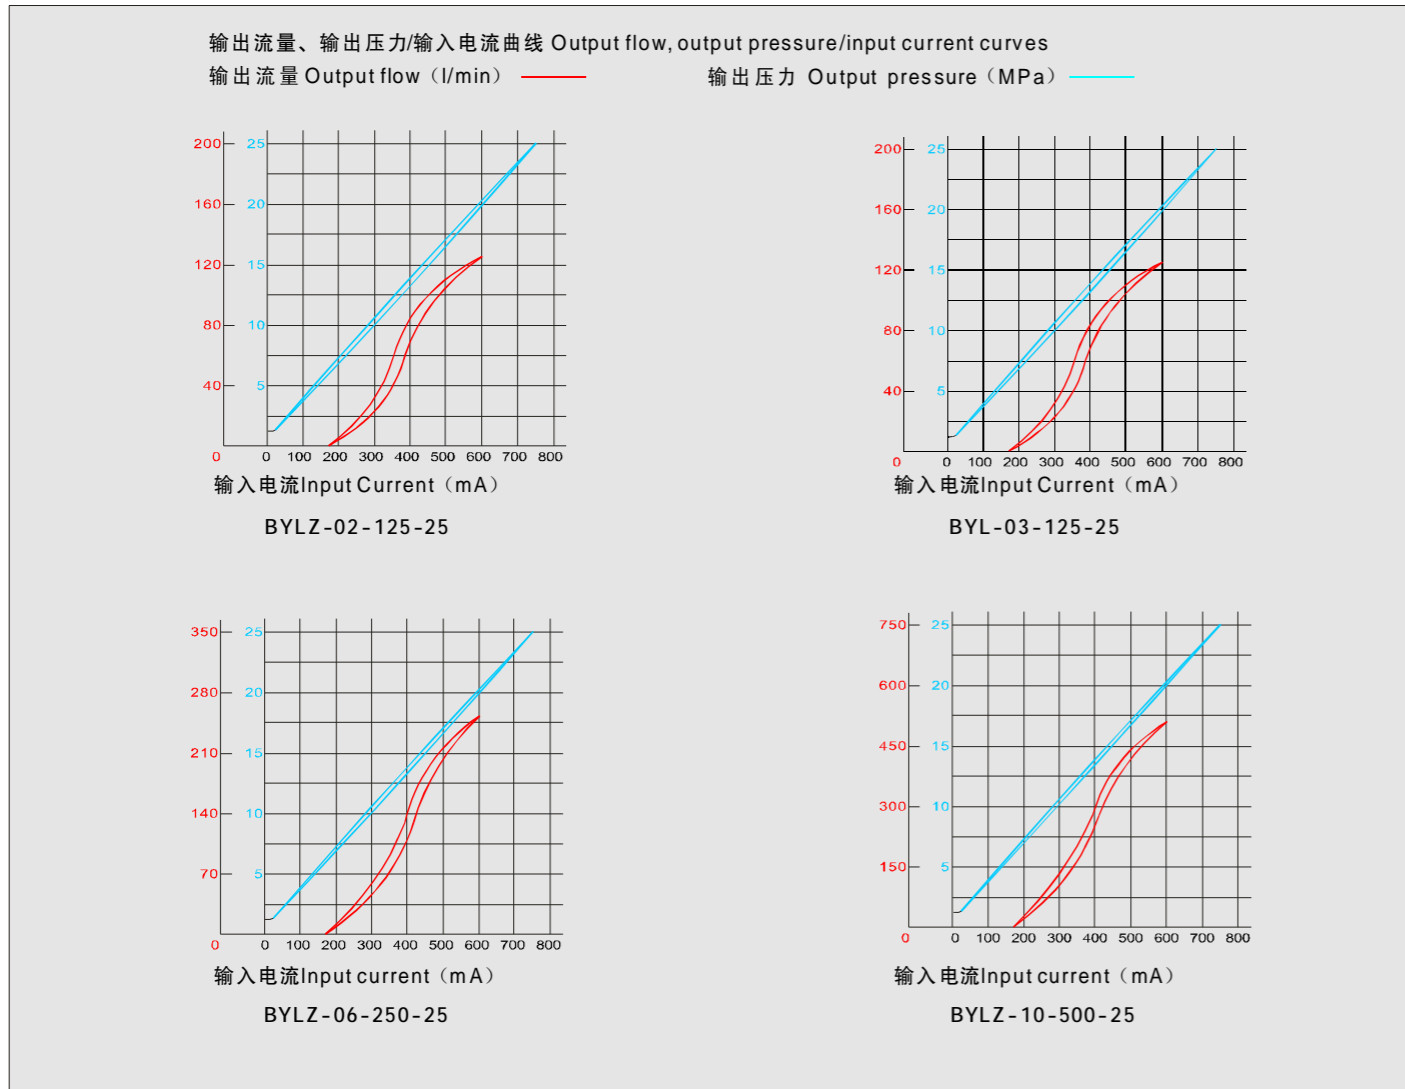 输出流量、输出压力/输入电流曲线 Output flow, output pressure/input current curves
输出流量 Output flow（l/min）
输出压力 Output pressure（MPa）
200 25
160 20
120 15
80 10
40 5
0 0 100 200 300 400 500 600 700 800
输入电流Input Current（mA）
BYLZ-02-125-25
200 25
160 20
120 15
80 10
40 5
0 0 100 200 300 400 500 600 700 800
输入电流Input Current（mA）
BYL-03-125-25
350 25
280 20
210 15
140 10
70 5
0 0 100 200 300 400 500 600 700 800
输入电流Input current（mA）
BYLZ-06-250-25
750 25
600 20
450 15
300 10
150 5
0 0 100 200 300 400 500 600 700 800
输入电流Input current（mA）
BYLZ-10-500-25